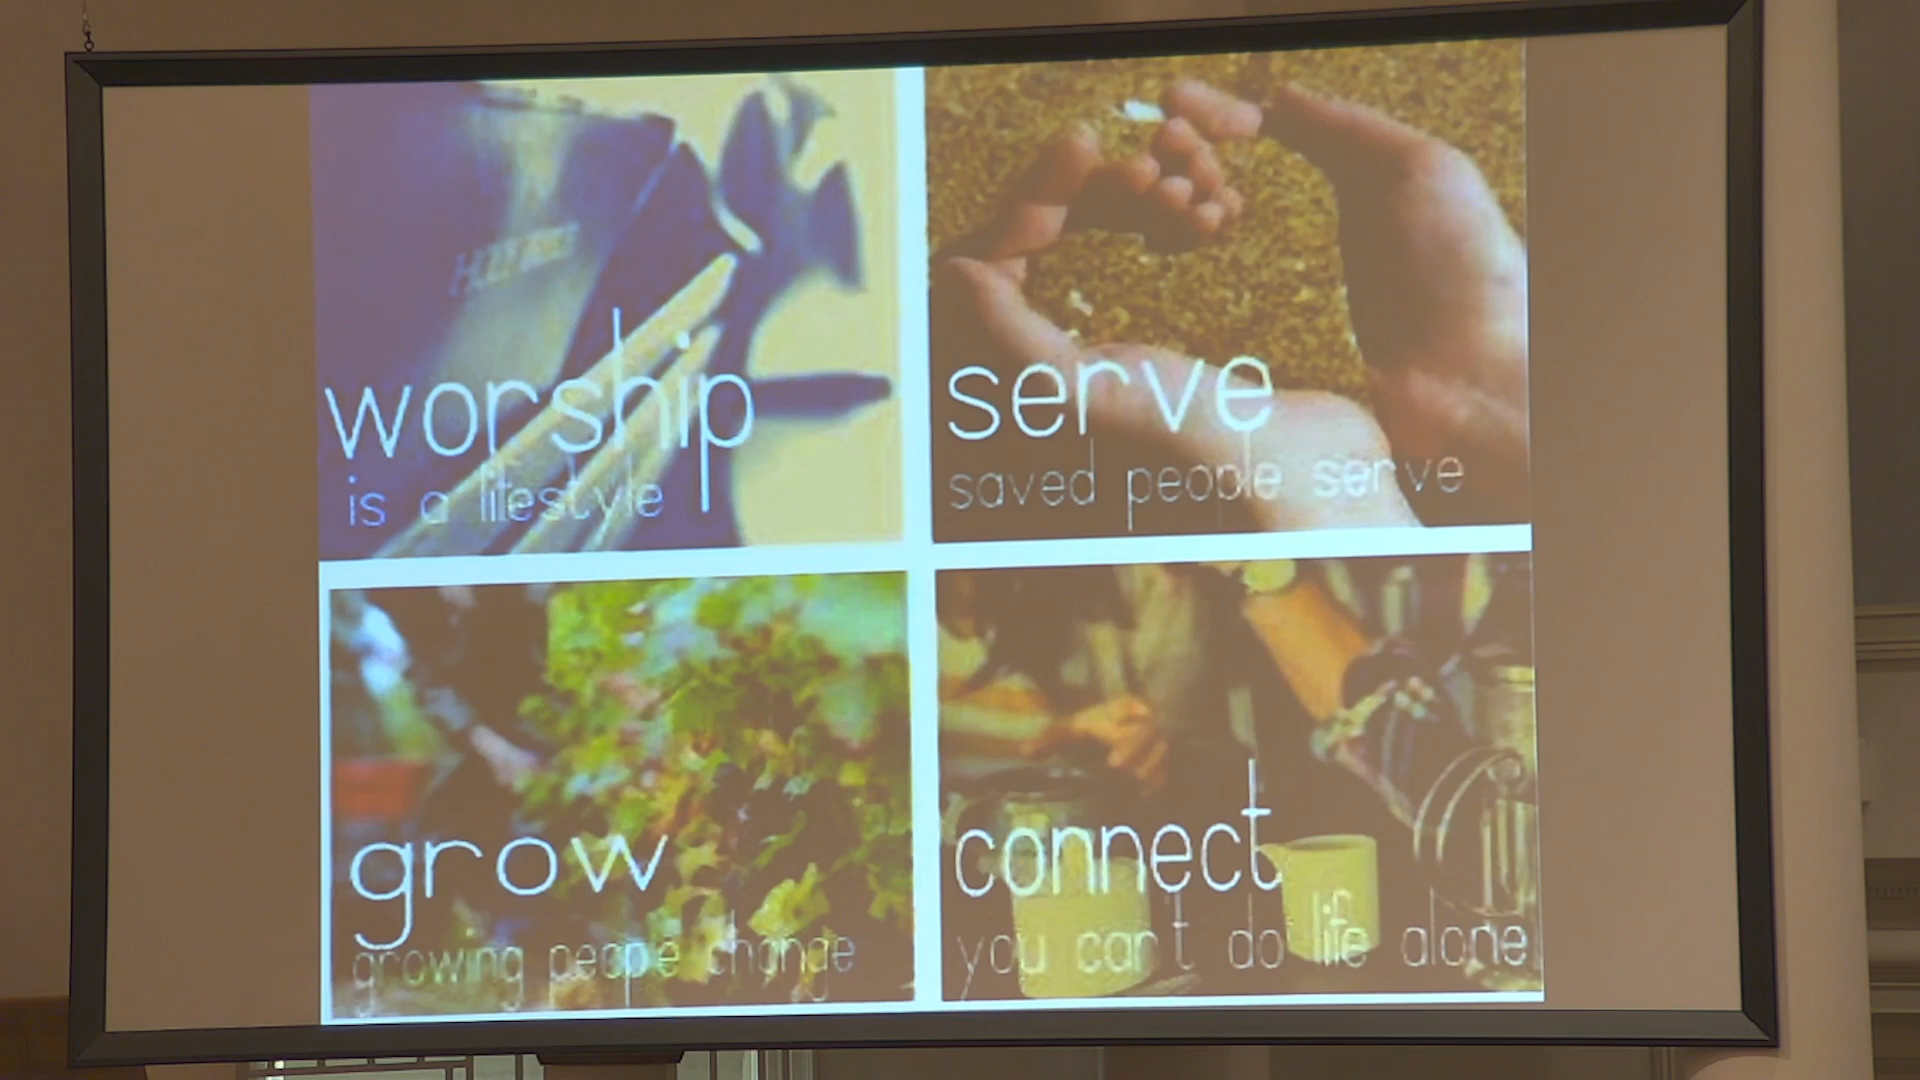 worship
is a lifestyle
serve
saved people serve
grow
growing people change
connect
you can't do life alone